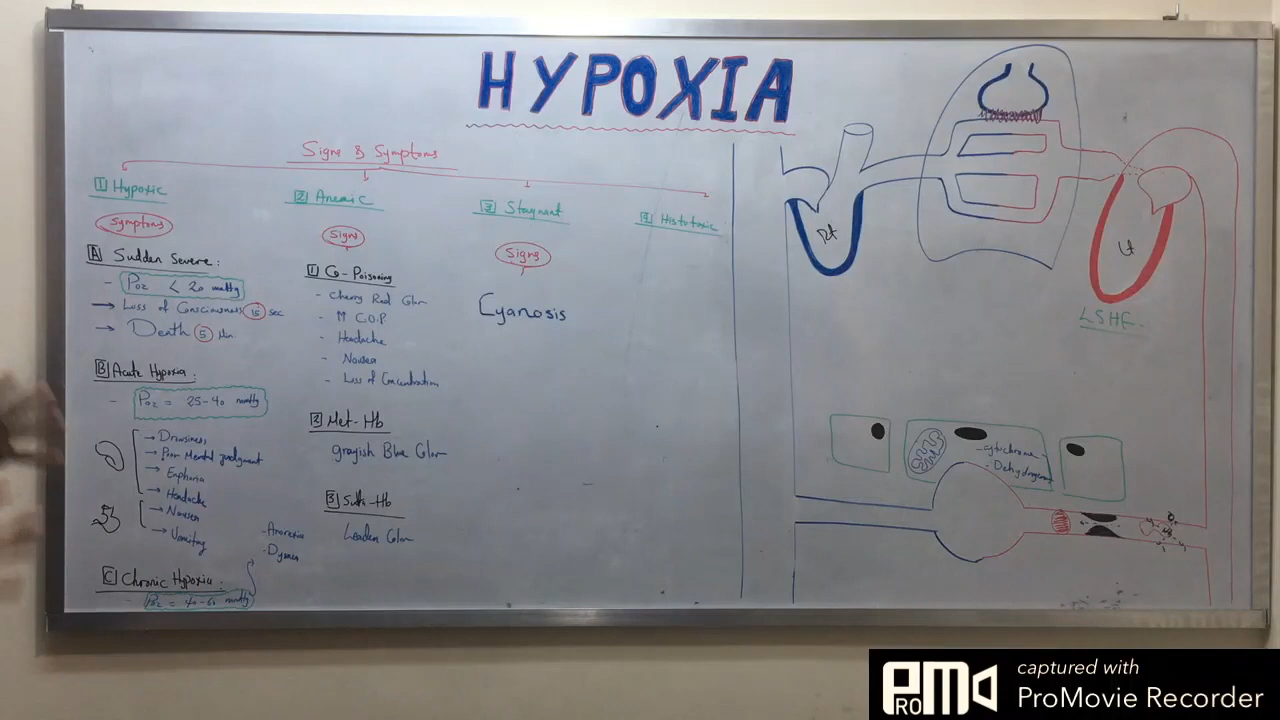 HYPOXIA
Signs & Symptoms
1 Hypoxic
Symptoms
A Sudden Severe:
- Po2 < 20 mmHg
→ Loss of Consciousness 15 sec
→ Death 5 Min
B Acute Hypoxia:
- Po2 = 25-40 mmHg
→ Drowsiness
→ Poor Mental judgment
→ Euphoria
→ Headache
→ Nausea
→ Vomiting
- Anorexia
C Chronic Hypoxia:
- Po2 = 40-60 mmHg
2 Anemic
Signs
1 Co-Poisoning
- Cherry Red Color
- M C.O.P
- Headache
- Nausea
- Loss of Concentration
2 Met-Hb
grayish Blue Color
3 Sulf-Hb
Leaden Color
3 Stagnant
Signs
Cyanosis
4 Histotoxic
Rt
Lt
LSHF.
- cytochrome
- Dehydrogenase
captured with
PROM
ProMovie Recorder